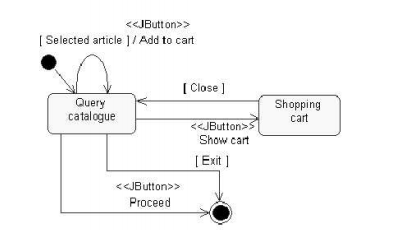 <<JButton>>
[ Selected article ] / Add to cart
[ Close ]
Query
catalogue
Shopping
cart
<<JButton>>
Show cart
[ Exit ]
<<JButton>>
Proceed